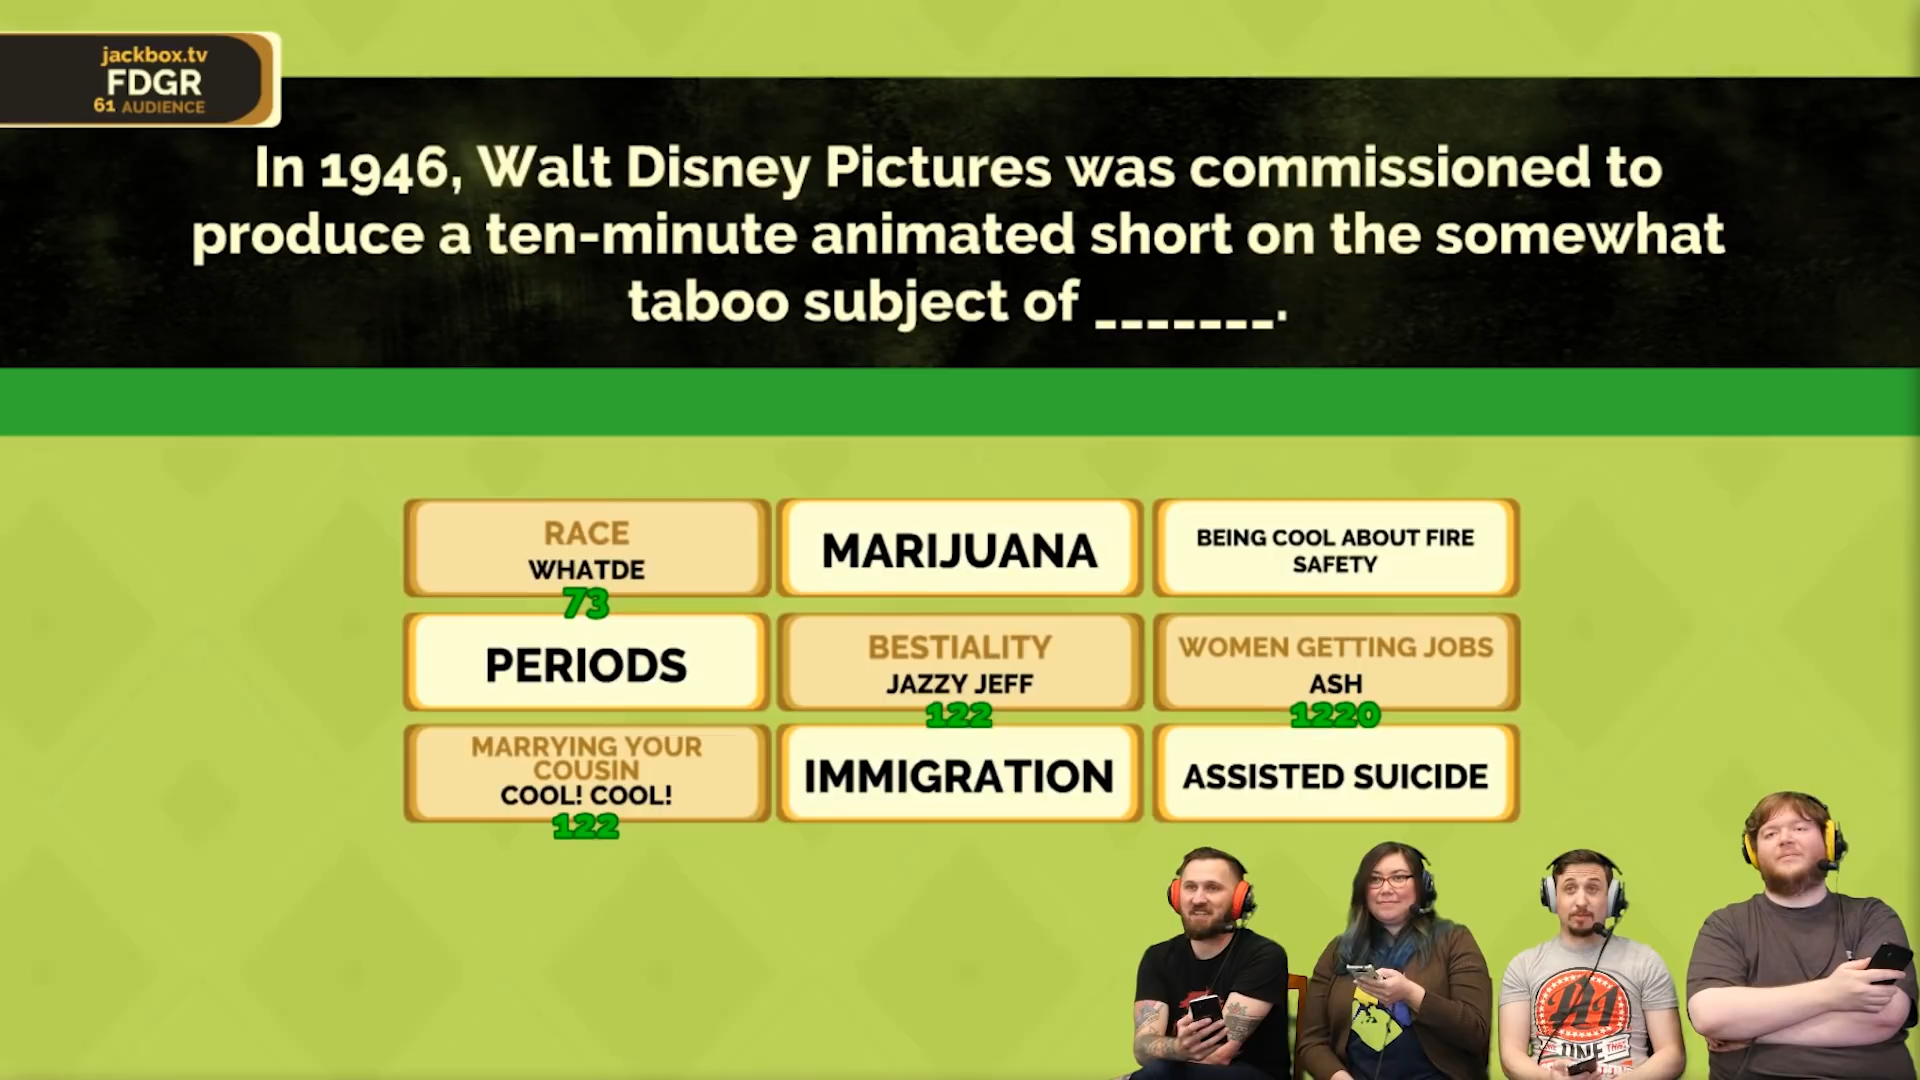 jackbox.tv
FDGR
61 AUDIENCE
In 1946, Walt Disney Pictures was commissioned to
produce a ten-minute animated short on the somewhat
taboo subject of _______.
RACE
WHATDE
73
MARIJUANA
BEING COOL ABOUT FIRE
SAFETY
PERIODS
BESTIALITY
JAZZY JEFF
122
WOMEN GETTING JOBS
ASH
1220
MARRYING YOUR
COUSIN
COOL! COOL!
122
IMMIGRATION
ASSISTED SUICIDE